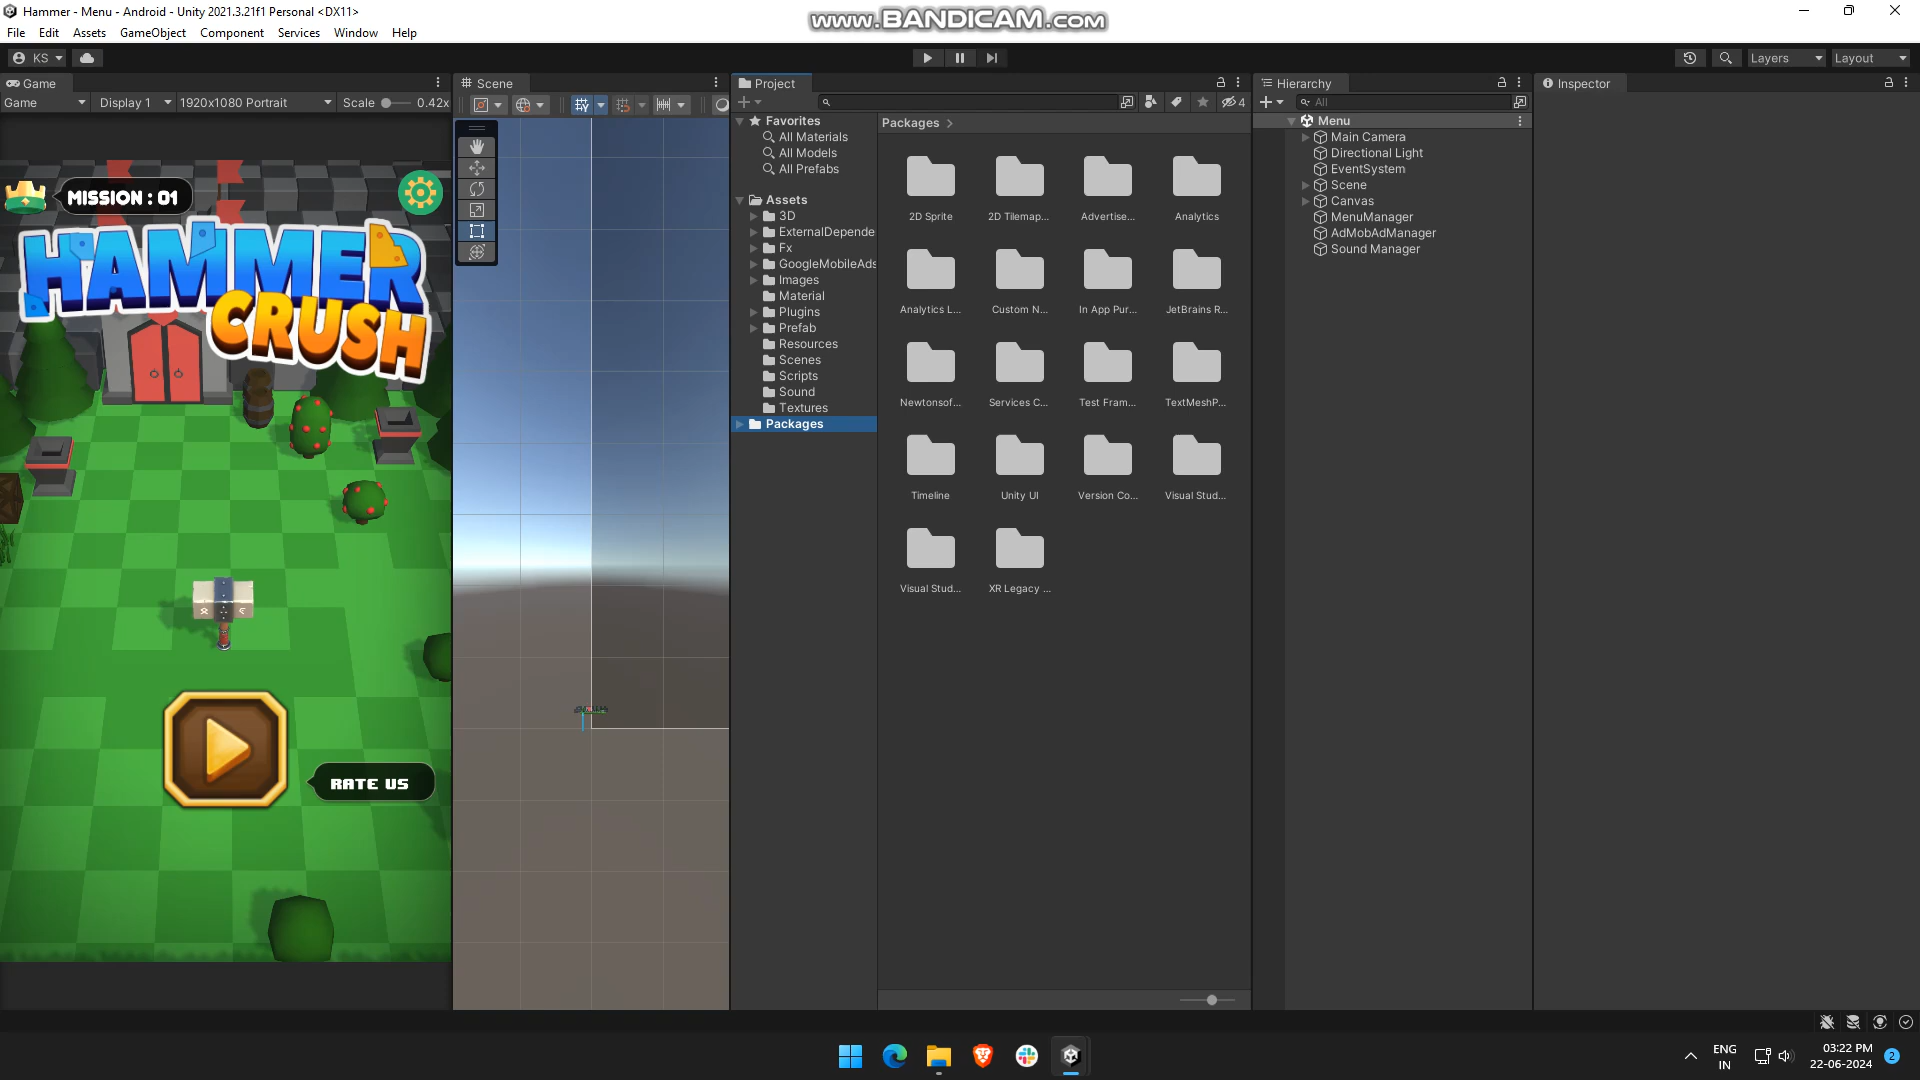 Hammer - Menu - Android - Unity 2021.3.21f1 Personal <DX11>
www.BANDICAM.com
File Edit Assets GameObject Component Services Window Help
KS
Layers
Layout
Game
Game
Display 1
1920x1080 Portrait
Scale
0.42x
MISSION : 01
HAMMER
CRUSH
RATE US
Scene
Project
4
Favorites
All Materials
All Models
All Prefabs
Assets
3D
ExternalDepende
Fx
GoogleMobileAds
Images
Material
Plugins
Prefab
Resources
Scenes
Scripts
Sound
Textures
Packages
Packages
2D Sprite
2D Tilemap...
Advertise...
Analytics
Analytics L...
Custom N...
In App Pur...
JetBrains R...
Newtonsof...
Services C...
Test Fram...
TextMeshP...
Timeline
Unity UI
Version Co...
Visual Stud...
Visual Stud...
XR Legacy ...
Hierarchy
All
Menu
Main Camera
Directional Light
EventSystem
Scene
Canvas
MenuManager
AdMobAdManager
Sound Manager
Inspector
ENG
IN
03:22 PM
22-06-2024
2